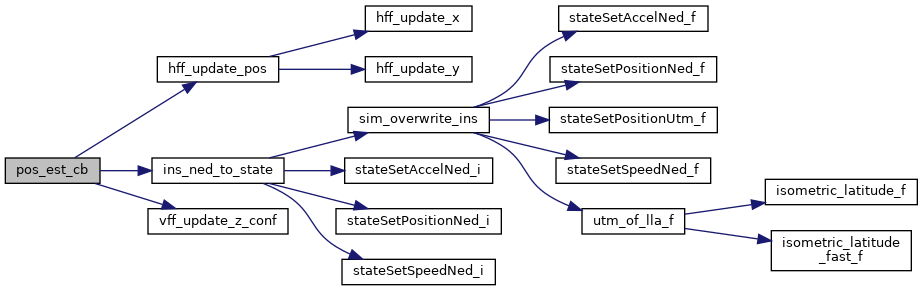 pos_est_cb
hff_update_pos
hff_update_x
hff_update_y
ins_ned_to_state
sim_overwrite_ins
stateSetAccelNed_f
stateSetPositionNed_f
stateSetPositionUtm_f
stateSetSpeedNed_f
utm_of_lla_f
isometric_latitude_f
isometric_latitude
_fast_f
stateSetAccelNed_i
stateSetPositionNed_i
stateSetSpeedNed_i
vff_update_z_conf